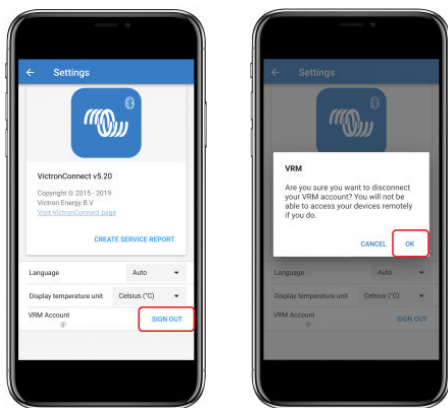 Settings
VictronConnect v5.20
Copyright © 2015 - 2019
Victron Energy B.V
Visit VictronConnect page
CREATE SERVICE REPORT
Language Auto
Display temperature unit Celsius (°C)
VRM Account SIGN OUT
Settings
VRM
Are you sure you want to disconnect
your VRM account? You will not be
able to access your devices remotely
if you do.
CANCEL OK
Language Auto
Display temperature unit Celsius (°C)
VRM Account SIGN OUT